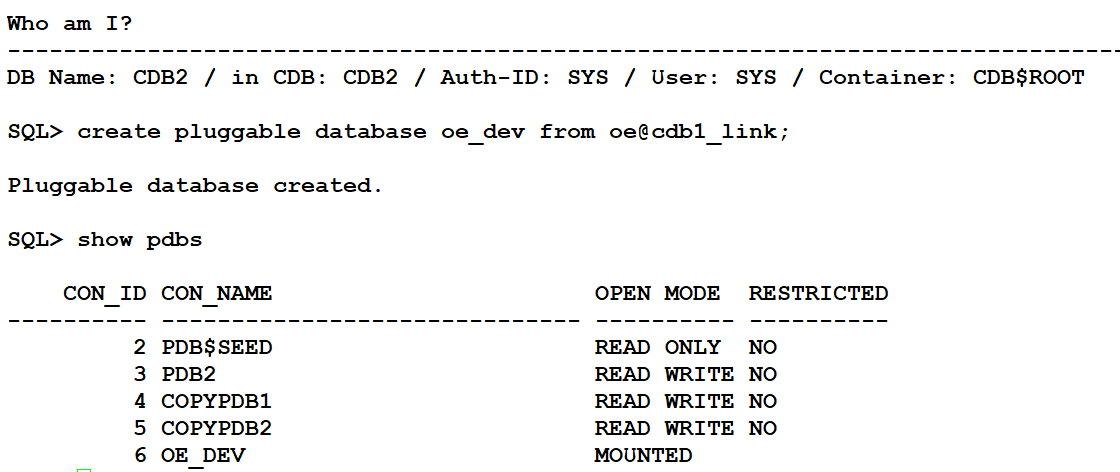 Who am I?
--------------------------------------------------------------------------------
DB Name: CDB2 / in CDB: CDB2 / Auth-ID: SYS / User: SYS / Container: CDB$ROOT
SQL> create pluggable database oe_dev from oe@cdb1_link;
Pluggable database created.
SQL> show pdbs
    CON_ID CON_NAME                       OPEN MODE  RESTRICTED
---------- ------------------------------ ---------- ----------
         2 PDB$SEED                       READ ONLY  NO
         3 PDB2                           READ WRITE NO
         4 COPYPDB1                       READ WRITE NO
         5 COPYPDB2                       READ WRITE NO
         6 OE_DEV                         MOUNTED